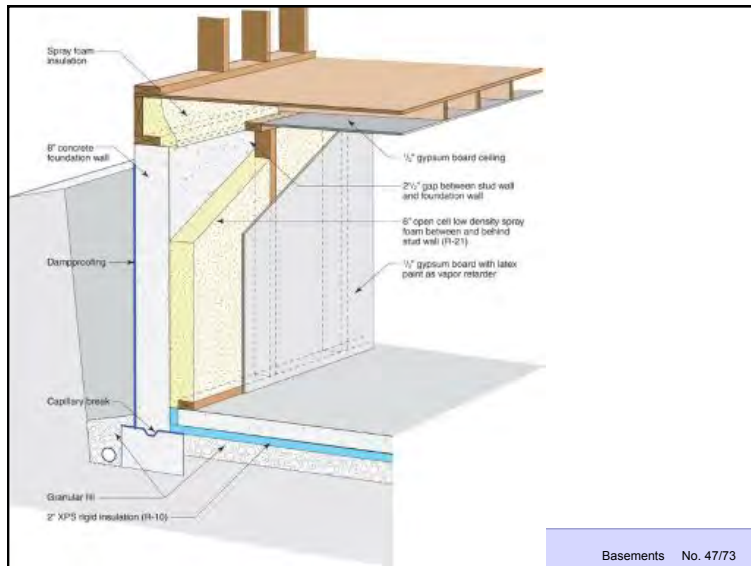 Spray foam
insulation
8" concrete
foundation wall
Dampproofing
Capillary break
Granular fill
2" XPS rigid insulation (R-10)
½" gypsum board ceiling
2½" gap between stud wall
and foundation wall
6" open cell low density spray
foam between and behind
stud wall (R-21)
½" gypsum board with latex
paint as vapor retarder
Basements No. 47/73